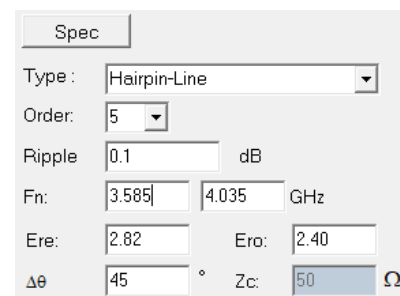 Spec
Type : Hairpin-Line
Order: 5
Ripple 0.1 dB
Fn: 3.585 4.035 GHz
Ere: 2.82 Ero: 2.40
Δθ 45 ° Zc: 50 Ω